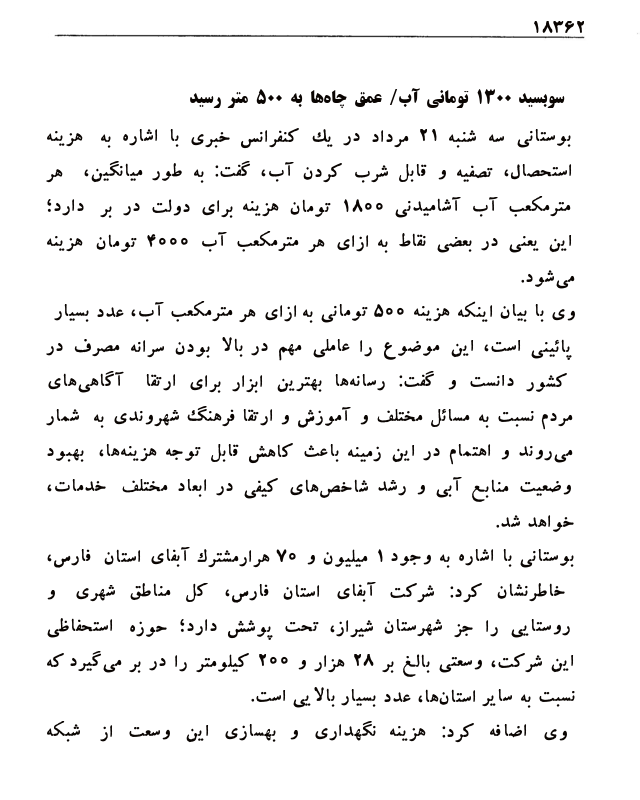 ۱۸۳۶۲
سوبسید ۱۳۰۰ تومانی آب/ عمق چاه‌ها به ۵۰۰ متر رسید
بوستانی سه شنبه ۲۱ مرداد در یك کنفرانس خبری با اشاره به هزینه
استحصال، تصفیه و قابل شرب کردن آب، گفت: به طور میانگین، هر
مترمکعب آب آشامیدنی ۱۸۰۰ تومان هزینه برای دولت در بر دارد؛
این یعنی در بعضی نقاط به ازای هر مترمکعب آب ۴۰۰۰ تومان هزینه
می‌شود.
وی با بیان اینکه هزینه ۵۰۰ تومانی به ازای هر مترمکعب آب، عدد بسیار
پائینی است، این موضوع را عاملی مهم در بالا بودن سرانه مصرف در
کشور دانست و گفت: رسانه‌ها بهترین ابزار برای ارتقا آگاهی‌های
مردم نسبت به مسائل مختلف و آموزش و ارتقا فرهنگ شهروندی به شمار
می‌روند و اهتمام در این زمینه باعث کاهش قابل توجه هزینه‌ها، بهبود
وضعیت منابع آبی و رشد شاخص‌های کیفی در ابعاد مختلف خدمات،
خواهد شد.
بوستانی با اشاره به وجود ۱ میلیون و ۷۰ هرارمشترك آبفای استان فارس،
خاطرنشان کرد: شرکت آبفای استان فارس، کل مناطق شهری و
روستایی را جز شهرستان شیراز، تحت پوشش دارد؛ حوزه استحفاظی
این شرکت، وسعتی بالغ بر ۲۸ هزار و ۲۰۰ کیلومتر را در بر می‌گیرد که
نسبت به سایر استان‌ها، عدد بسیار بالایی است.
وی اضافه کرد: هزینه نگهداری و بهسازی این وسعت از شبکه